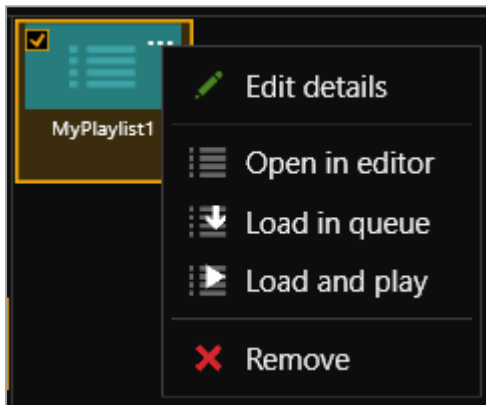 MyPlaylist1
Edit details
Open in editor
Load in queue
Load and play
Remove